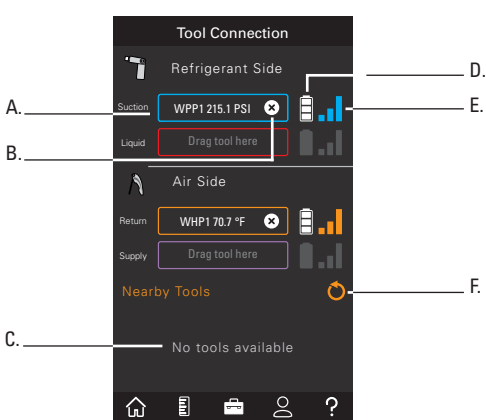 Tool Connection
Refrigerant Side
D.
A.
Suction
WPP1 215.1 PSI
E.
B.
Liquid
Drag tool here
Air Side
Return
WHP1 70.7 °F
Supply
Drag tool here
Nearby Tools
F.
C.
No tools available
?